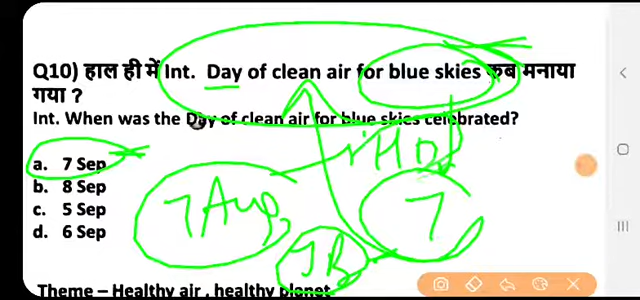 Q10) हाल ही में Int. Day of clean air for blue skies कब मनाया
गया ?
Int. When was the Day of clean air for blue skies celebrated?
a. 7 Sep
b. 8 Sep
c. 5 Sep
d. 6 Sep
7 Aug,
7
Theme – Healthy air , healthy planet